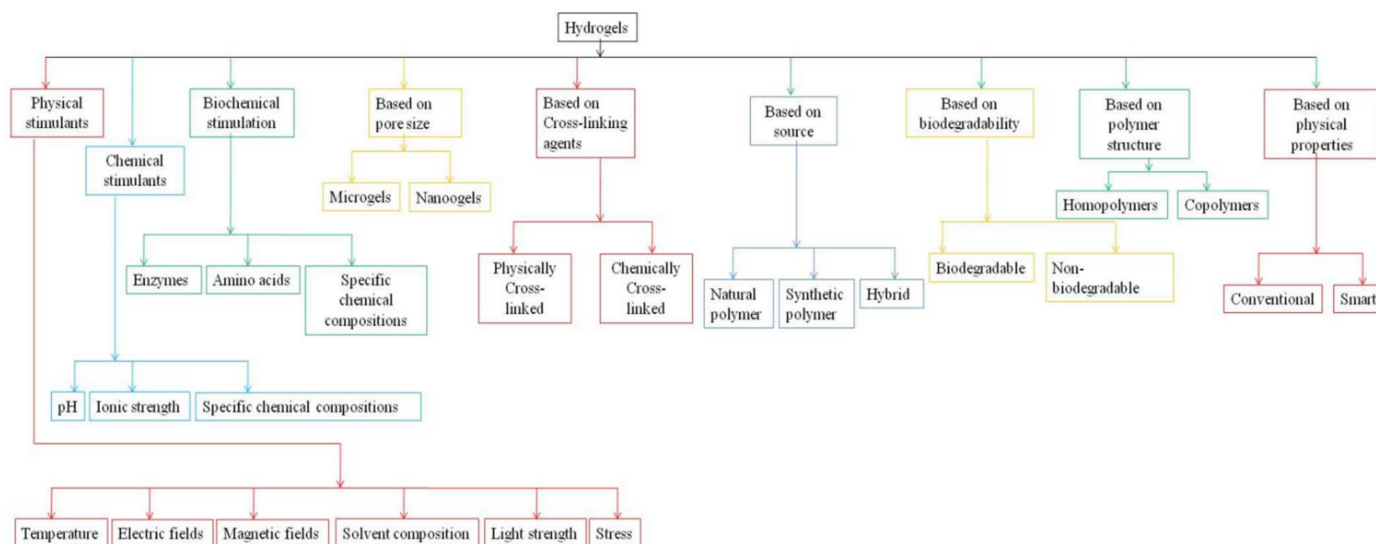 Hydrogels
Physical
stimulants
Chemical
stimulants
Biochemical
stimulation
Based on
pore size
Based on
Cross-linking
agents
Based on
source
Based on
biodegradability
Based on
polymer
structure
Based on
physical
properties
Microgels
Nanoogels
Homopolymers
Copolymers
Enzymes
Amino acids
Specific
chemical
compositions
Physically
Cross-
linked
Chemically
Cross-
linked
Natural
polymer
Synthetic
polymer
Hybrid
Biodegradable
Non-
biodegradable
Conventional
Smart
pH
Ionic strength
Specific chemical compositions
Temperature
Electric fields
Magnetic fields
Solvent composition
Light strength
Stress